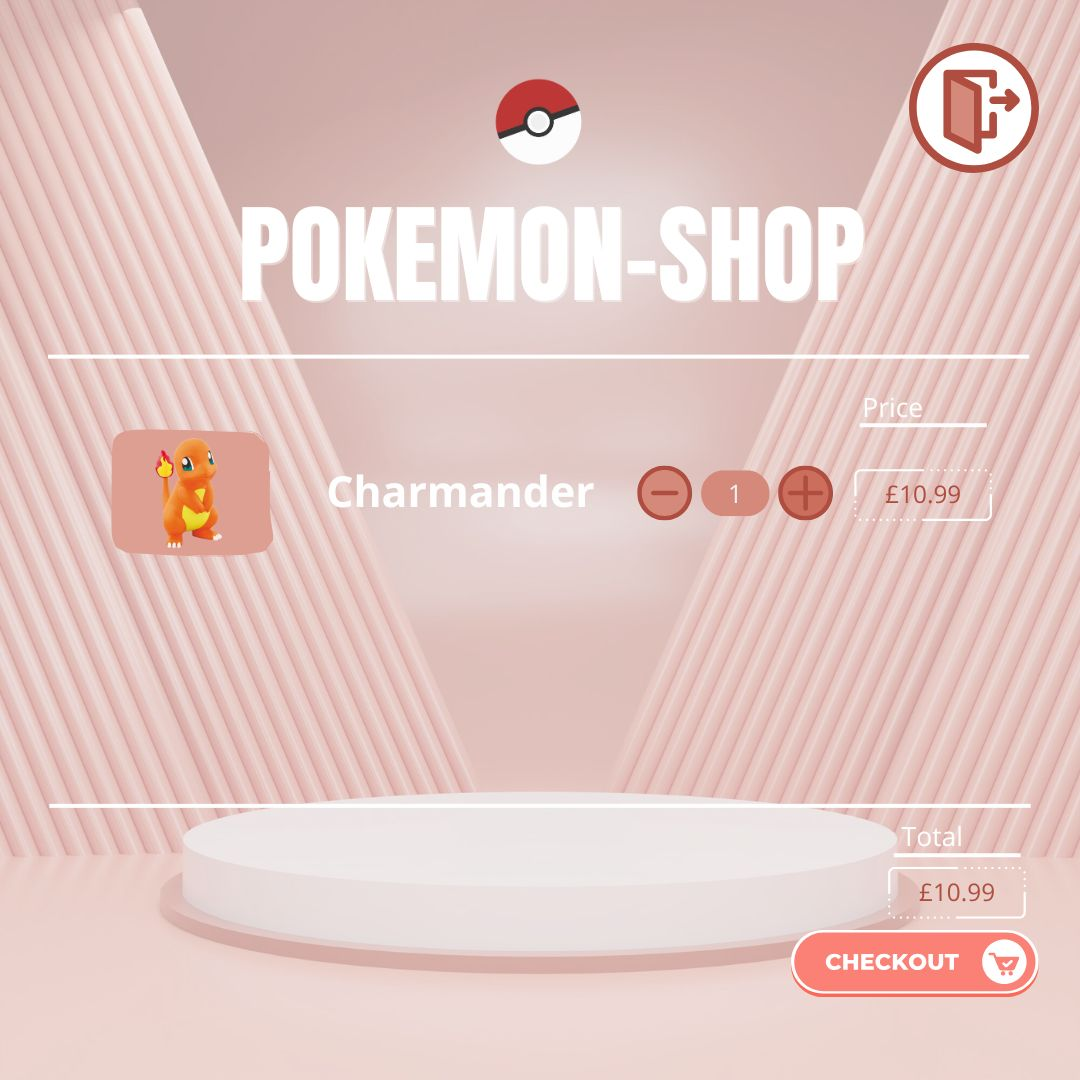 POKEMON-SHOP
Price
Charmander
1
£10.99
Total
£10.99
CHECKOUT